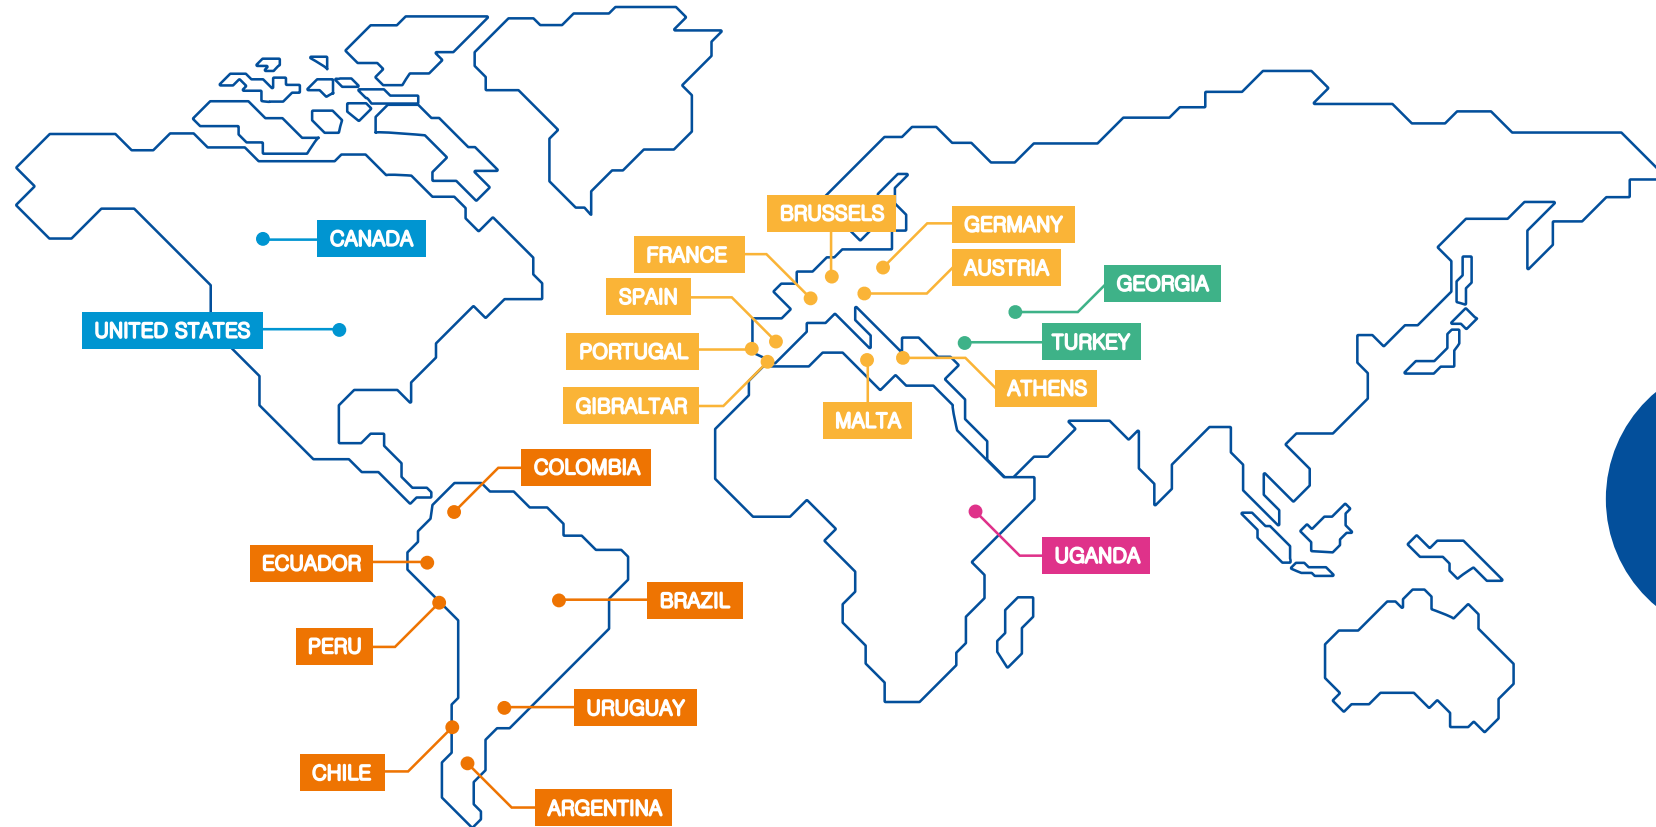 BRUSSELS
GERMANY
CANADA
FRANCE
AUSTRIA
GEORGIA
SPAIN
UNITED STATES
TURKEY
PORTUGAL
ATHENS
GIBRALTAR
MALTA
COLOMBIA
UGANDA
ECUADOR
BRAZIL
PERU
URUGUAY
CHILE
ARGENTINA